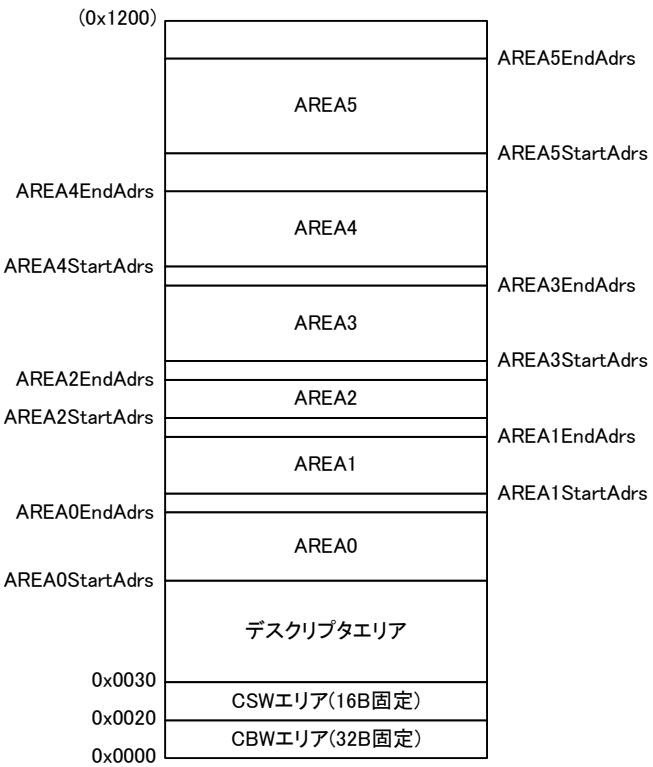 (0x1200)
AREA5EndAdrs
AREA5
AREA5StartAdrs
AREA4EndAdrs
AREA4
AREA4StartAdrs
AREA3EndAdrs
AREA3
AREA3StartAdrs
AREA2EndAdrs
AREA2
AREA2StartAdrs
AREA1EndAdrs
AREA1
AREA1StartAdrs
AREA0EndAdrs
AREA0
AREA0StartAdrs
デスクリプタエリア
0x0030
CSWエリア(16B固定)
0x0020
CBWエリア(32B固定)
0x0000